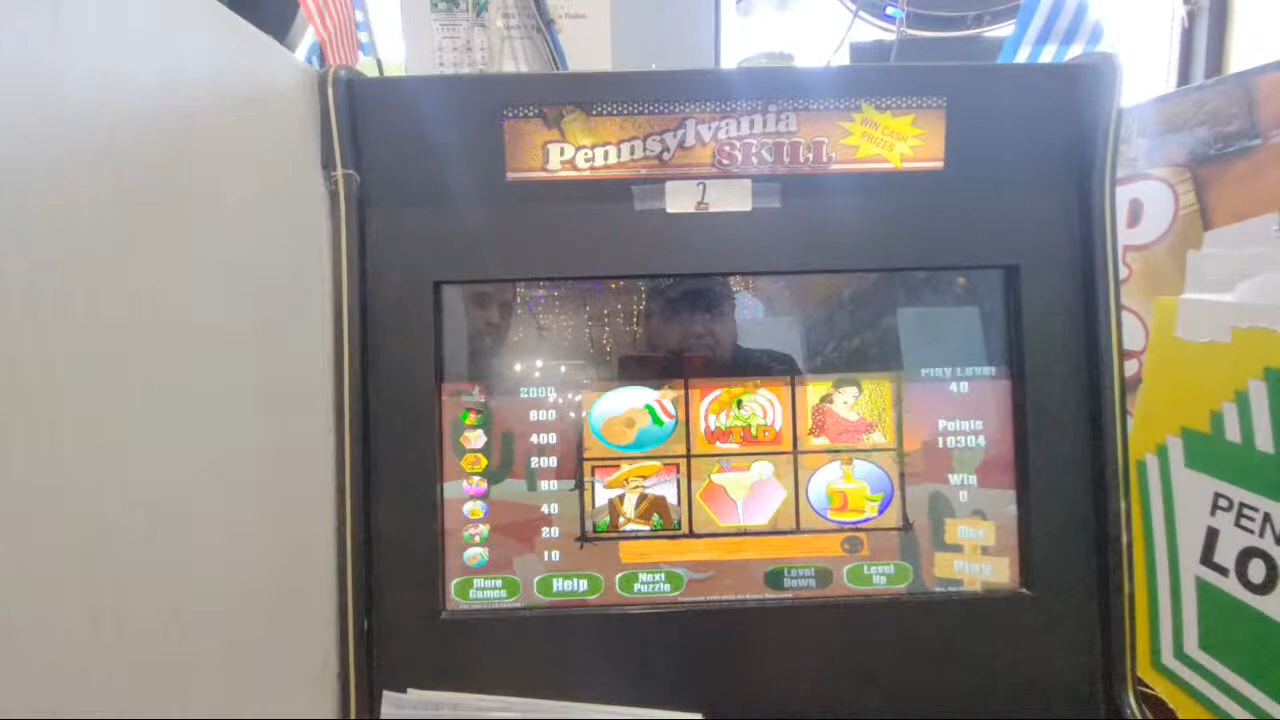 Pennsylvania
SKILL
WIN CASH
PRIZES
2
2000
800
400
200
80
40
20
10
WILD
Play Level
40
Points
10304
Win
0
Play
More
Games
Help
Next
Puzzle
Level
Down
Level
Up
PEN
LO